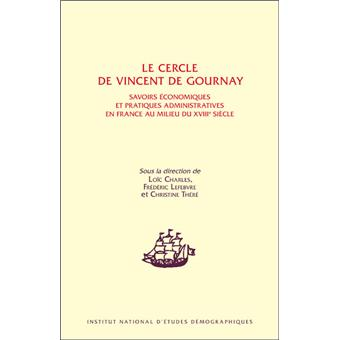 LE CERCLE
DE VINCENT DE GOURNAY
SAVOIRS ÉCONOMIQUES
ET PRATIQUES ADMINISTRATIVES
EN FRANCE AU MILIEU DU XVIIIᵉ SIÈCLE
Sous la direction de
LOÏC CHARLES,
FRÉDÉRIC LEFEBVRE
ET CHRISTINE THÉRÉ
INSTITUT NATIONAL D'ÉTUDES DÉMOGRAPHIQUES